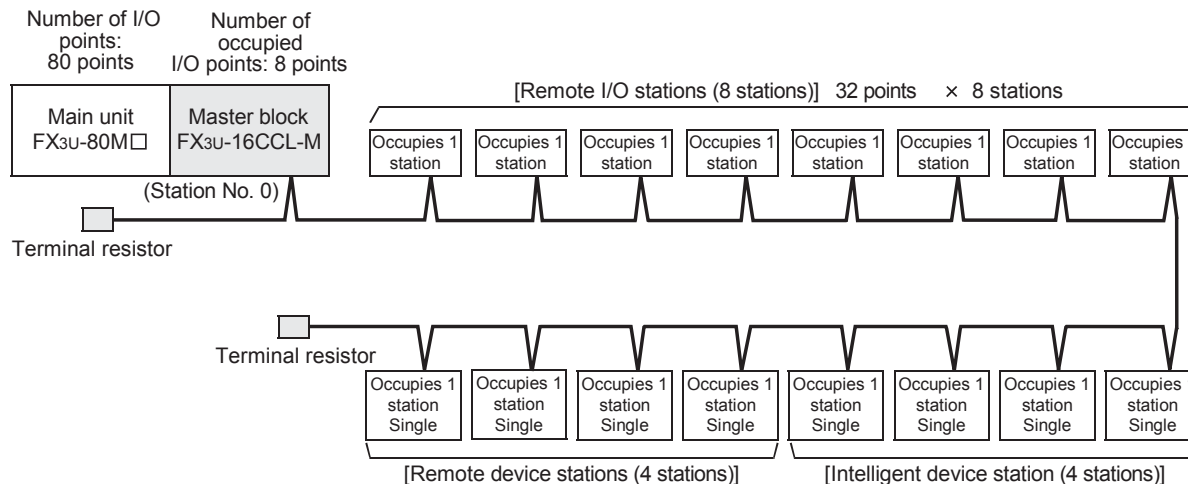 Number of I/O
points:
80 points
Number of
occupied
I/O points: 8 points
Main unit
FX3U-80M□
Master block
FX3U-16CCL-M
(Station No. 0)
Terminal resistor
[Remote I/O stations (8 stations)] 32 points × 8 stations
Occupies 1
station
Occupies 1
station
Occupies 1
station
Occupies 1
station
Occupies 1
station
Occupies 1
station
Occupies 1
station
Occupies
station
Terminal resistor
Occupies 1
station
Single
Occupies 1
station
Single
Occupies 1
station
Single
Occupies 1
station
Single
Occupies 1
station
Single
Occupies 1
station
Single
Occupies 1
station
Single
Occupies
station
Single
[Remote device stations (4 stations)]
[Intelligent device station (4 stations)]